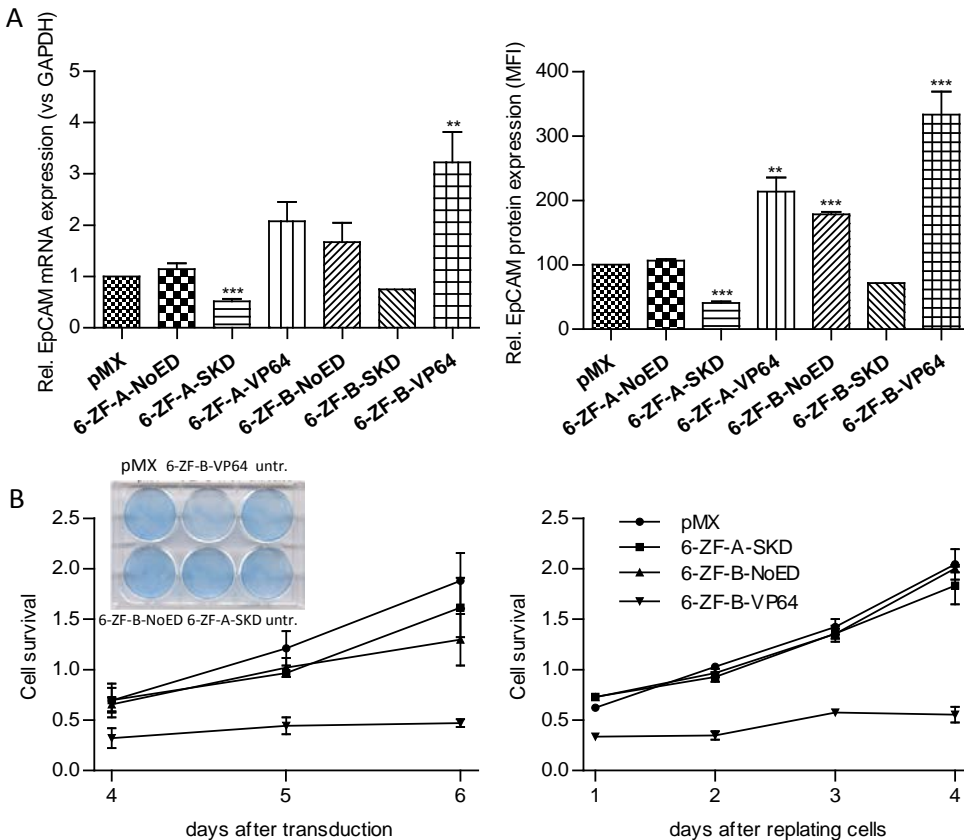 A
Rel. EpCAM mRNA expression (vs GAPDH)
5
4
3
2
1
0
**
***
pMX
6-ZF-A-NoED
6-ZF-A-SKD
6-ZF-A-VP64
6-ZF-B-NoED
6-ZF-B-SKD
6-ZF-B-VP64
Rel. EpCAM protein expression (MFI)
400
300
200
100
0
***
**
***
***
pMX
6-ZF-A-NoED
6-ZF-A-SKD
6-ZF-A-VP64
6-ZF-B-NoED
6-ZF-B-SKD
6-ZF-B-VP64
B
pMX 6-ZF-B-VP64 untr.
6-ZF-B-NoED 6-ZF-A-SKD untr.
Cell survival
2.5
2.0
1.5
1.0
0.5
0.0
4 5 6
days after transduction
Cell survival
2.5
2.0
1.5
1.0
0.5
0.0
pMX
6-ZF-A-SKD
6-ZF-B-NoED
6-ZF-B-VP64
1 2 3 4
days after replating cells